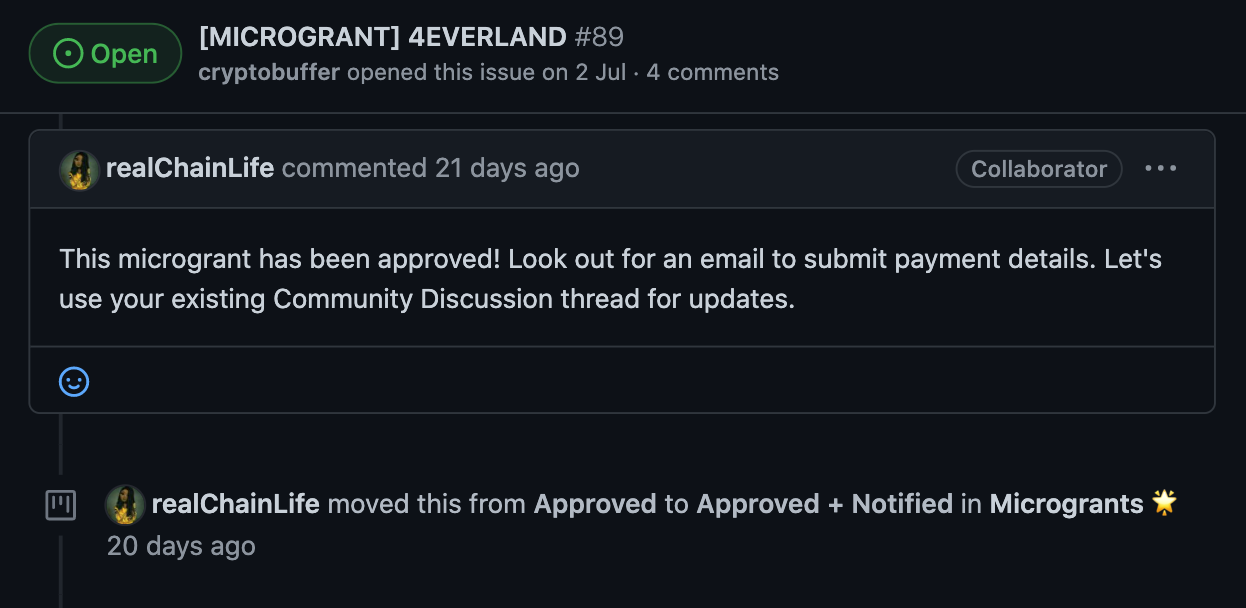 Open
[MICROGRANT] 4EVERLAND #89
cryptobuffer opened this issue on 2 Jul · 4 comments
realChainLife commented 21 days ago
Collaborator
This microgrant has been approved! Look out for an email to submit payment details. Let's
use your existing Community Discussion thread for updates.
realChainLife moved this from Approved to Approved + Notified in Microgrants 🌟
20 days ago